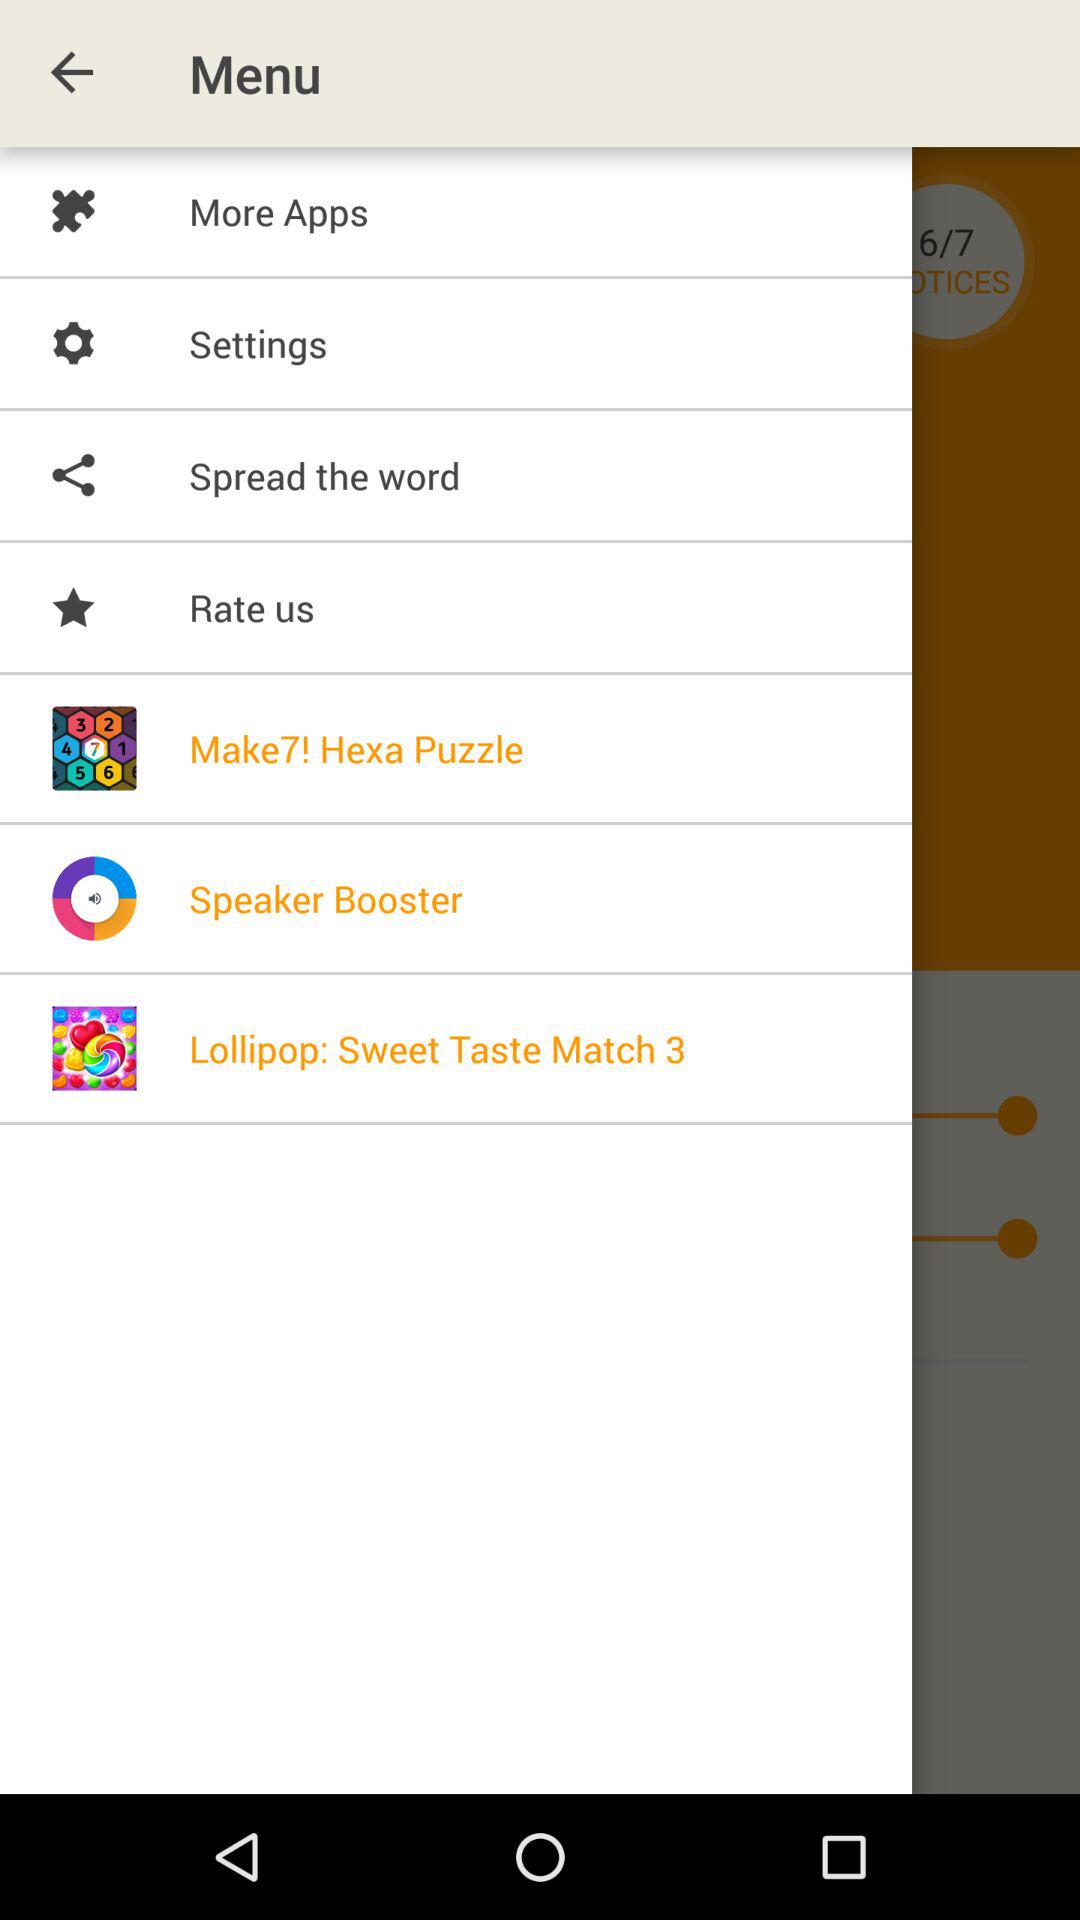 Menu
More Apps
6/7
OTICES
Settings
Spread the word
Rate us
3 2
4 7 1
5 6
Make7! Hexa Puzzle
Speaker Booster
Lollipop: Sweet Taste Match 3